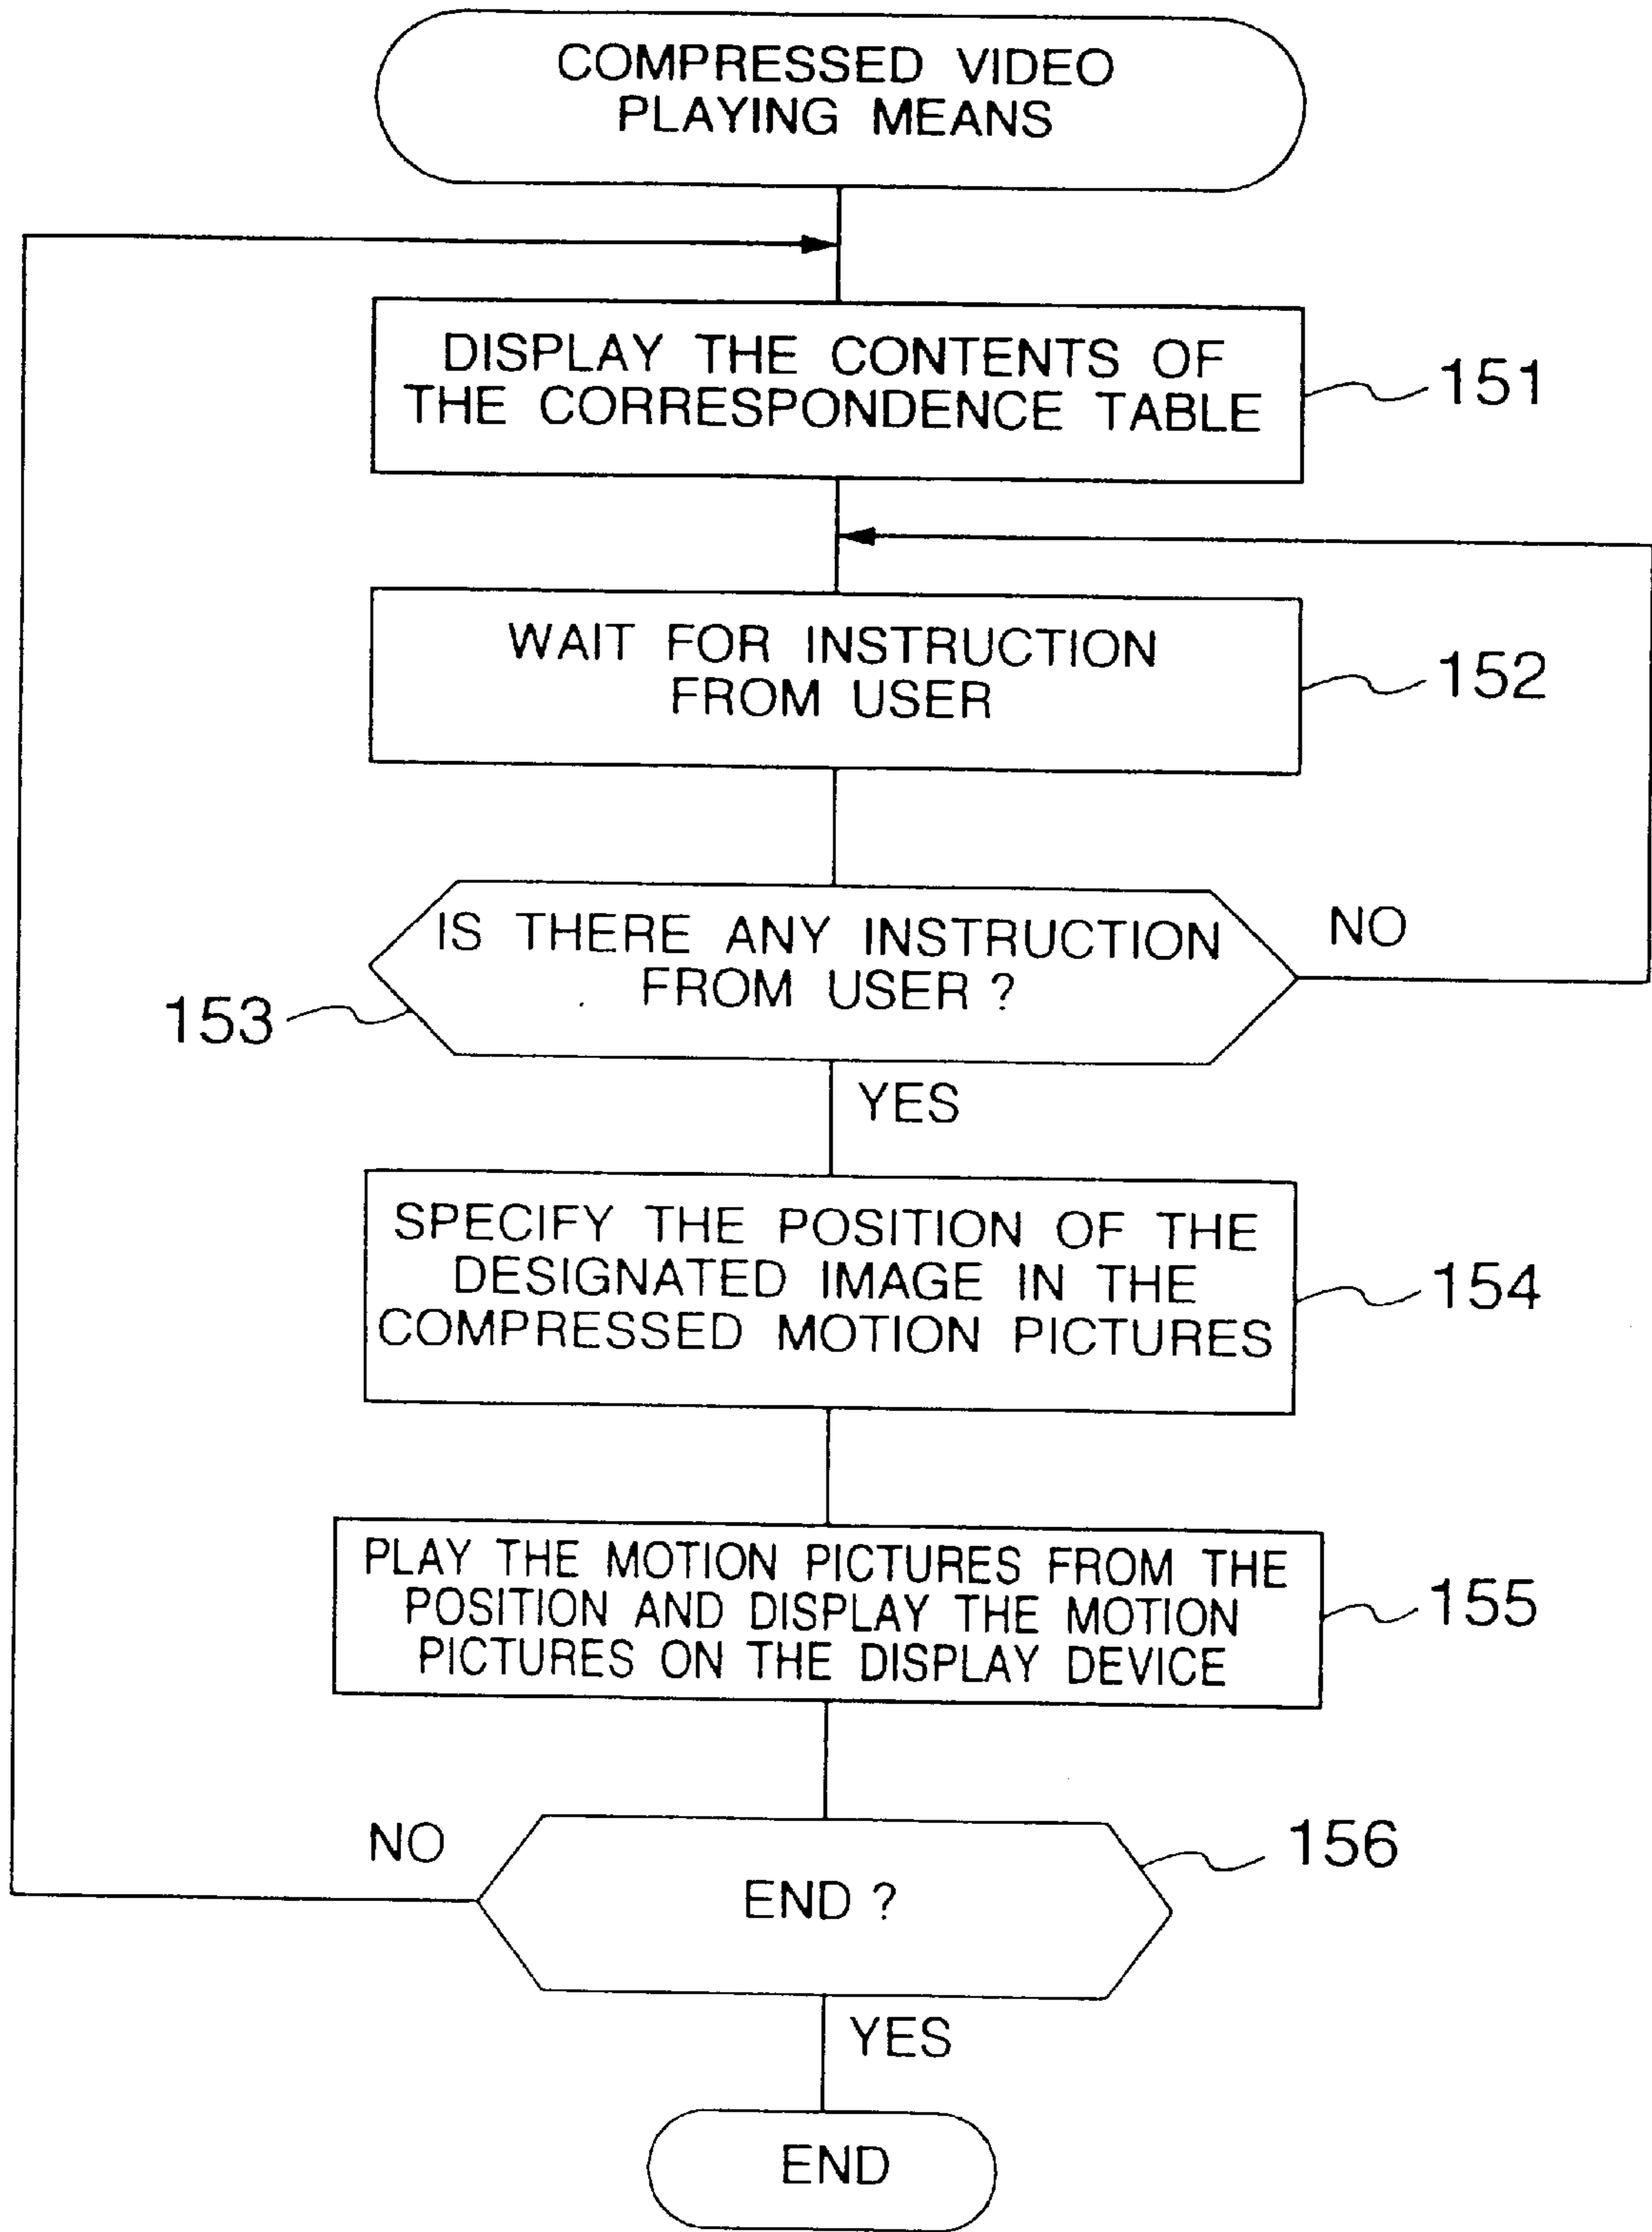 COMPRESSED VIDEO
PLAYING MEANS
DISPLAY THE CONTENTS OF
THE CORRESPONDENCE TABLE
151
WAIT FOR INSTRUCTION
FROM USER
152
IS THERE ANY INSTRUCTION
FROM USER ?
NO
153
YES
SPECIFY THE POSITION OF THE
DESIGNATED IMAGE IN THE
COMPRESSED MOTION PICTURES
154
PLAY THE MOTION PICTURES FROM THE
POSITION AND DISPLAY THE MOTION
PICTURES ON THE DISPLAY DEVICE
155
NO
END ?
156
YES
END